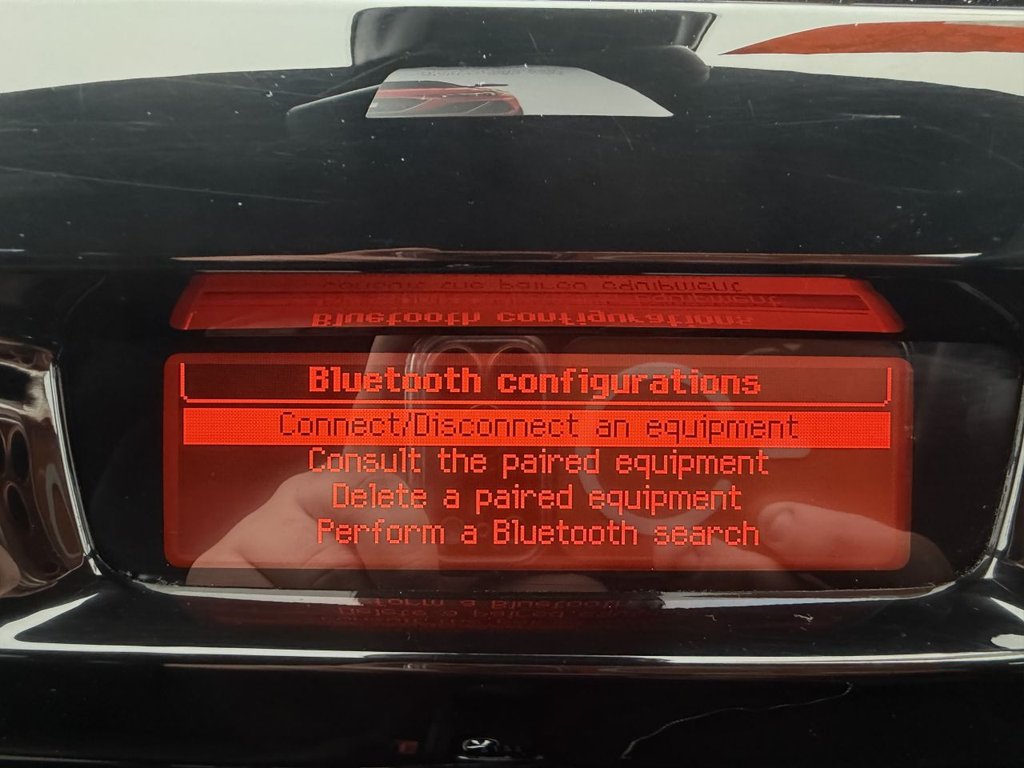 Bluetooth configurations
Connect/Disconnect an equipment
Consult the paired equipment
Delete a paired equipment
Perform a Bluetooth search